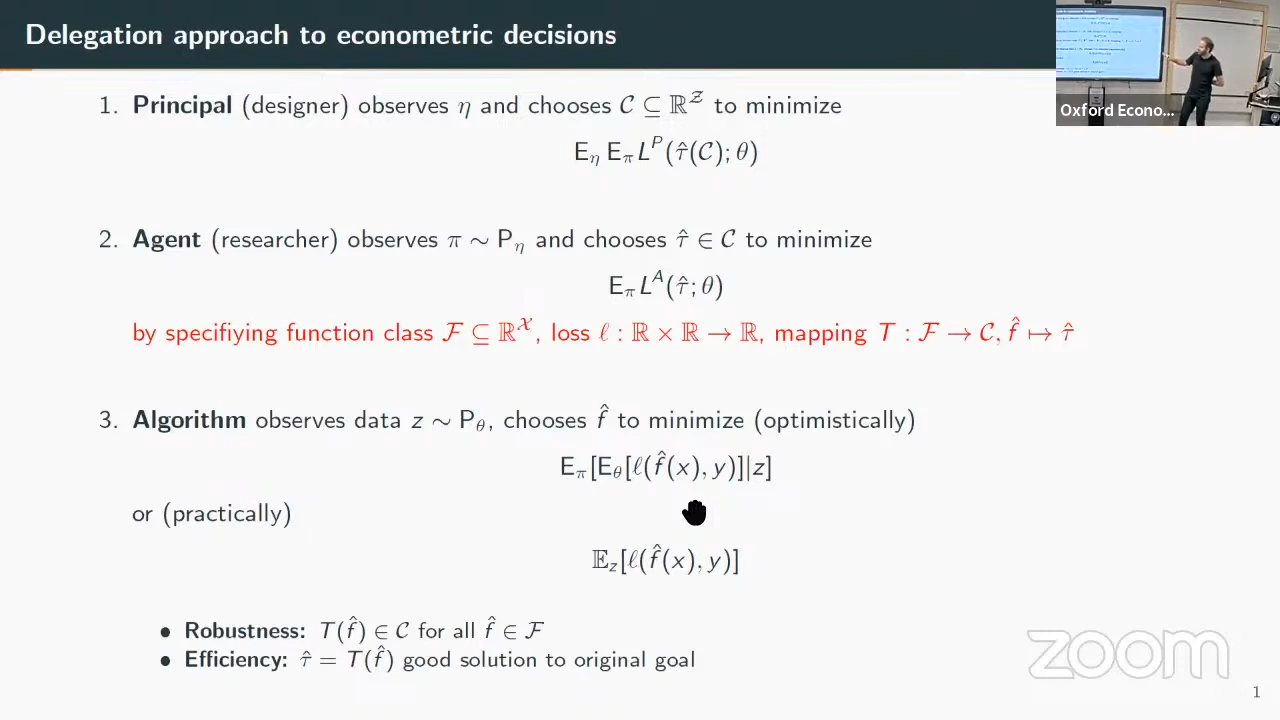 Delegation approach to econometric decisions
Oxford Econo...
1. Principal (designer) observes η and chooses 𝒞 ⊆ ℝ^𝒵 to minimize
E_η E_π L^P(τ̂(𝒞); θ)
2. Agent (researcher) observes π ∼ P_η and chooses τ̂ ∈ 𝒞 to minimize
E_π L^A(τ̂; θ)
by specifiying function class ℱ ⊆ ℝ^𝒳, loss ℓ : ℝ × ℝ → ℝ, mapping T : ℱ → 𝒞, f̂ ↦ τ̂
3. Algorithm observes data z ∼ P_θ, chooses f̂ to minimize (optimistically)
E_π[E_θ[ℓ(f̂(x), y)]|z]
or (practically)
𝔼_z[ℓ(f̂(x), y)]
• Robustness: T(f̂) ∈ 𝒞 for all f̂ ∈ ℱ
• Efficiency: τ̂ = T(f̂) good solution to original goal
zoom
1